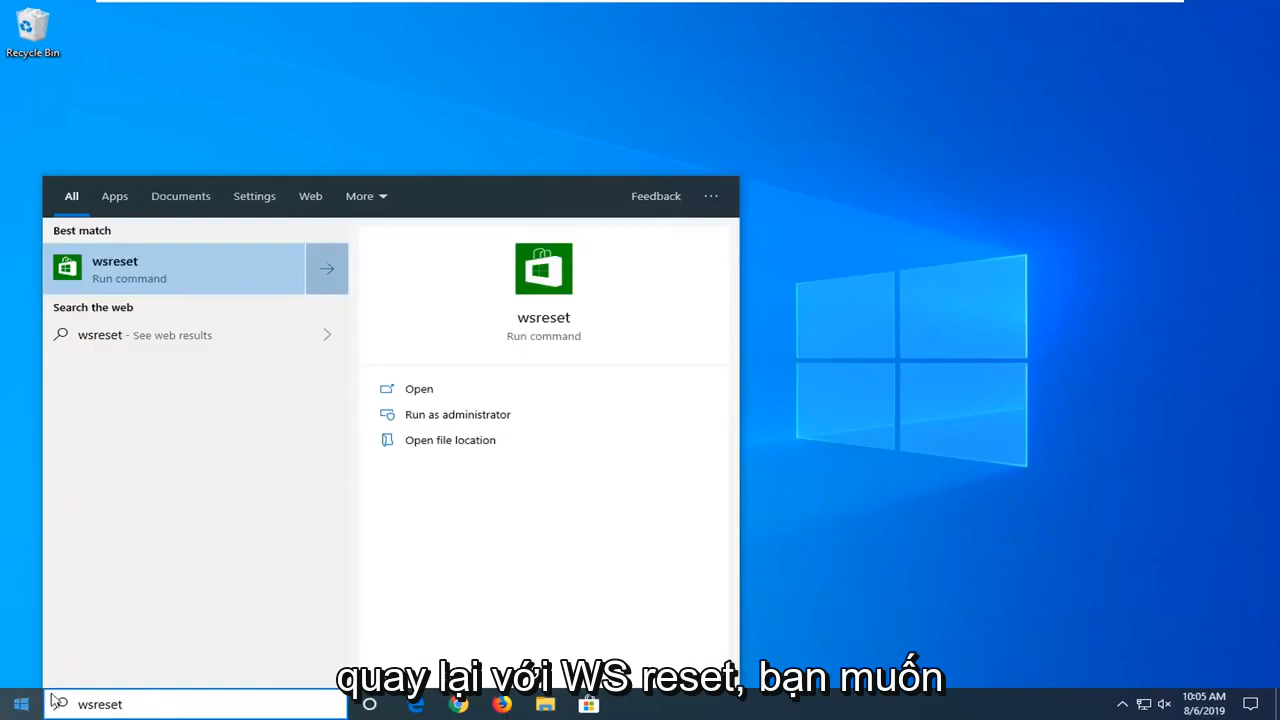 Recycle Bin
All Apps Documents Settings Web More Feedback ...
Best match
wsreset
Run command
Search the web
wsreset - See web results
wsreset
Run command
Open
Run as administrator
Open file location
quay lại với WS reset, bạn muốn
wsreset
10:05 AM
8/6/2019